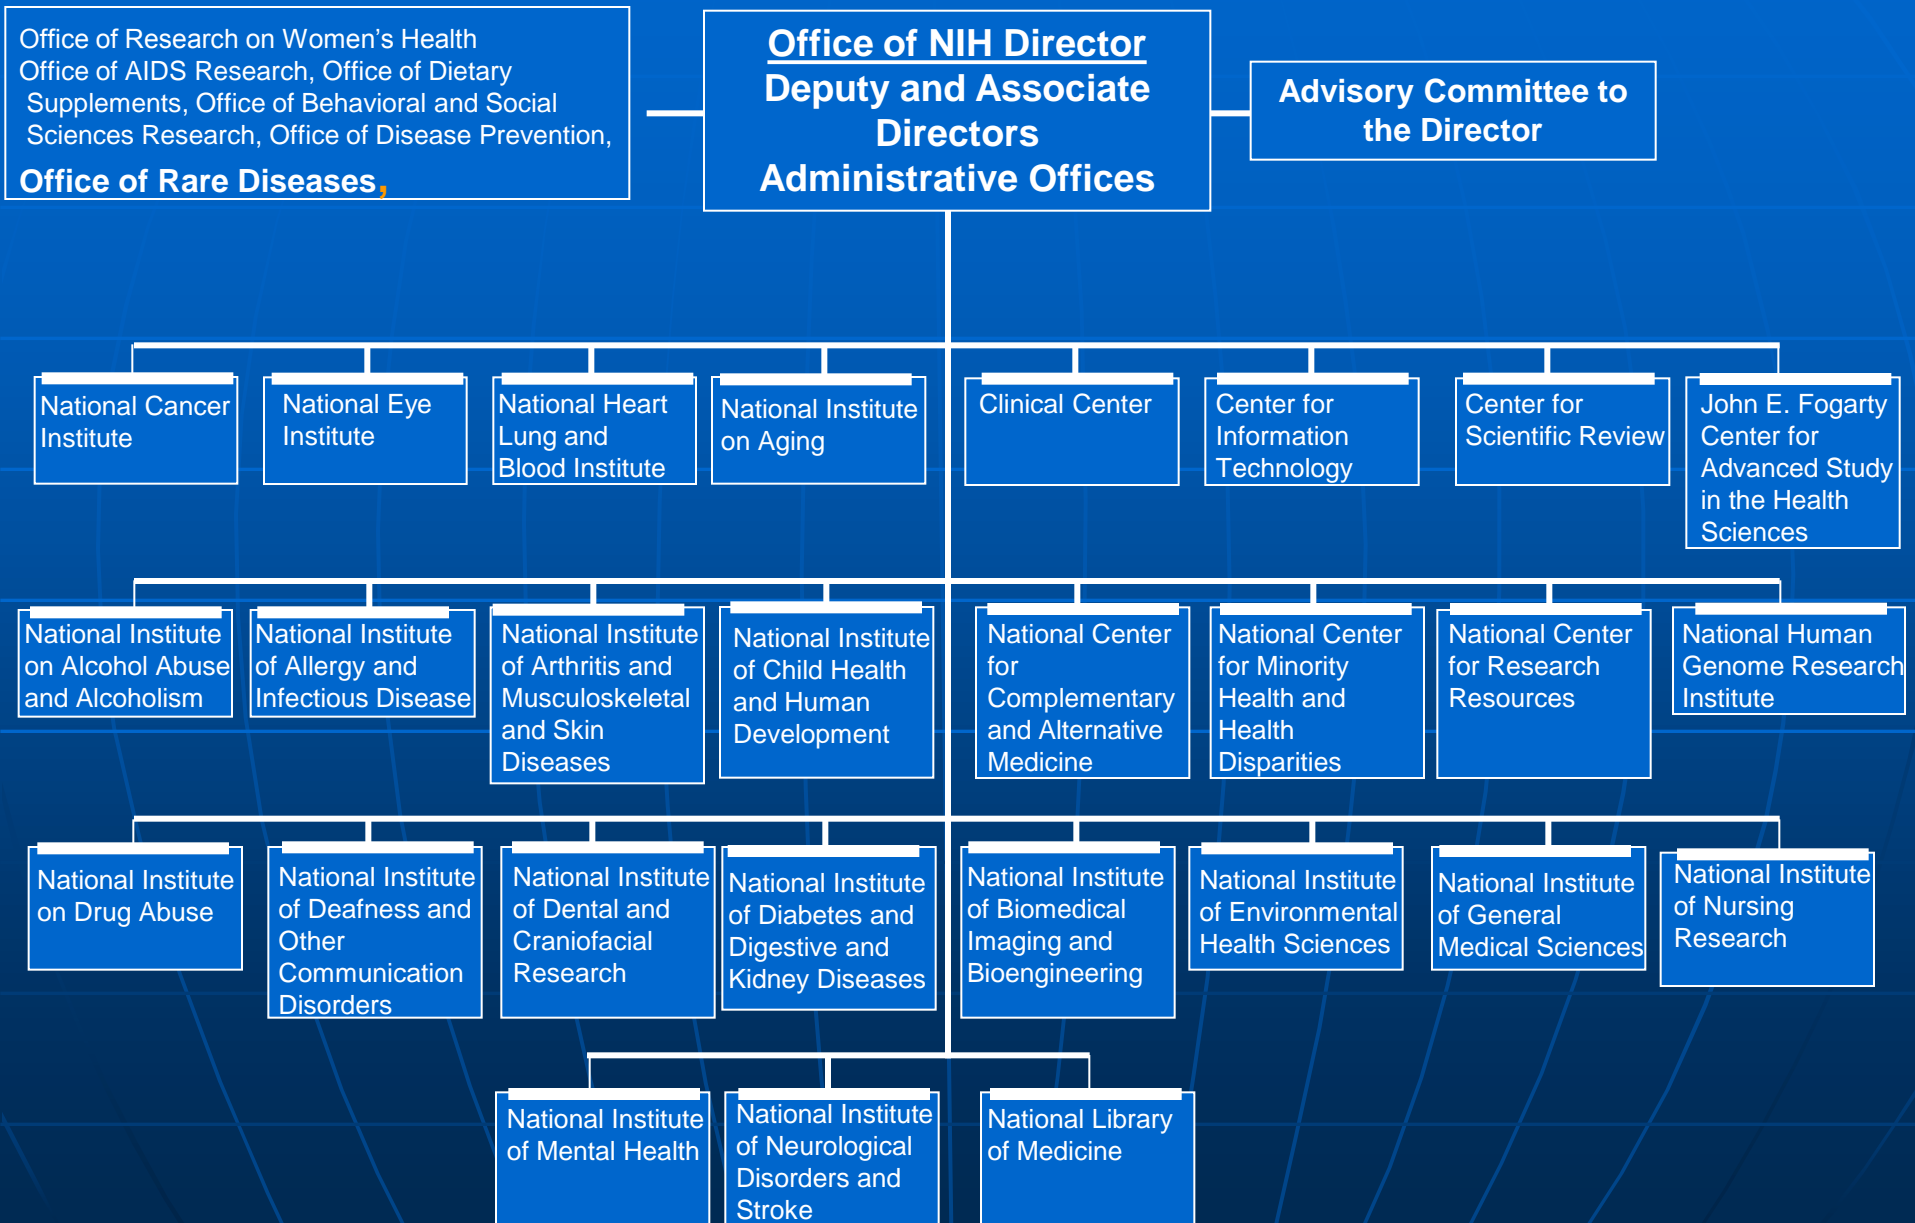 Office of Research on Women’s Health
Office of AIDS Research, Office of Dietary
Supplements, Office of Behavioral and Social
Sciences Research, Office of Disease Prevention,
Office of Rare Diseases,
Office of NIH Director
Deputy and Associate
Directors
Administrative Offices
Advisory Committee to
the Director
National Cancer
Institute
National Eye
Institute
National Heart
Lung and
Blood Institute
National Institute
on Aging
Clinical Center
Center for
Information
Technology
Center for
Scientific Review
John E. Fogarty
Center for
Advanced Study
in the Health
Sciences
National Institute
on Alcohol Abuse
and Alcoholism
National Institute
of Allergy and
Infectious Disease
National Institute
of Arthritis and
Musculoskeletal
and Skin
Diseases
National Institute
of Child Health
and Human
Development
National Center
for
Complementary
and Alternative
Medicine
National Center
for Minority
Health and
Health
Disparities
National Center
for Research
Resources
National Human
Genome Research
Institute
National Institute
on Drug Abuse
National Institute
of Deafness and
Other
Communication
Disorders
National Institute
of Dental and
Craniofacial
Research
National Institute
of Diabetes and
Digestive and
Kidney Diseases
National Institute
of Biomedical
Imaging and
Bioengineering
National Institute
of Environmental
Health Sciences
National Institute
of General
Medical Sciences
National Institute
of Nursing
Research
National Institute
of Mental Health
National Institute
of Neurological
Disorders and
Stroke
National Library
of Medicine